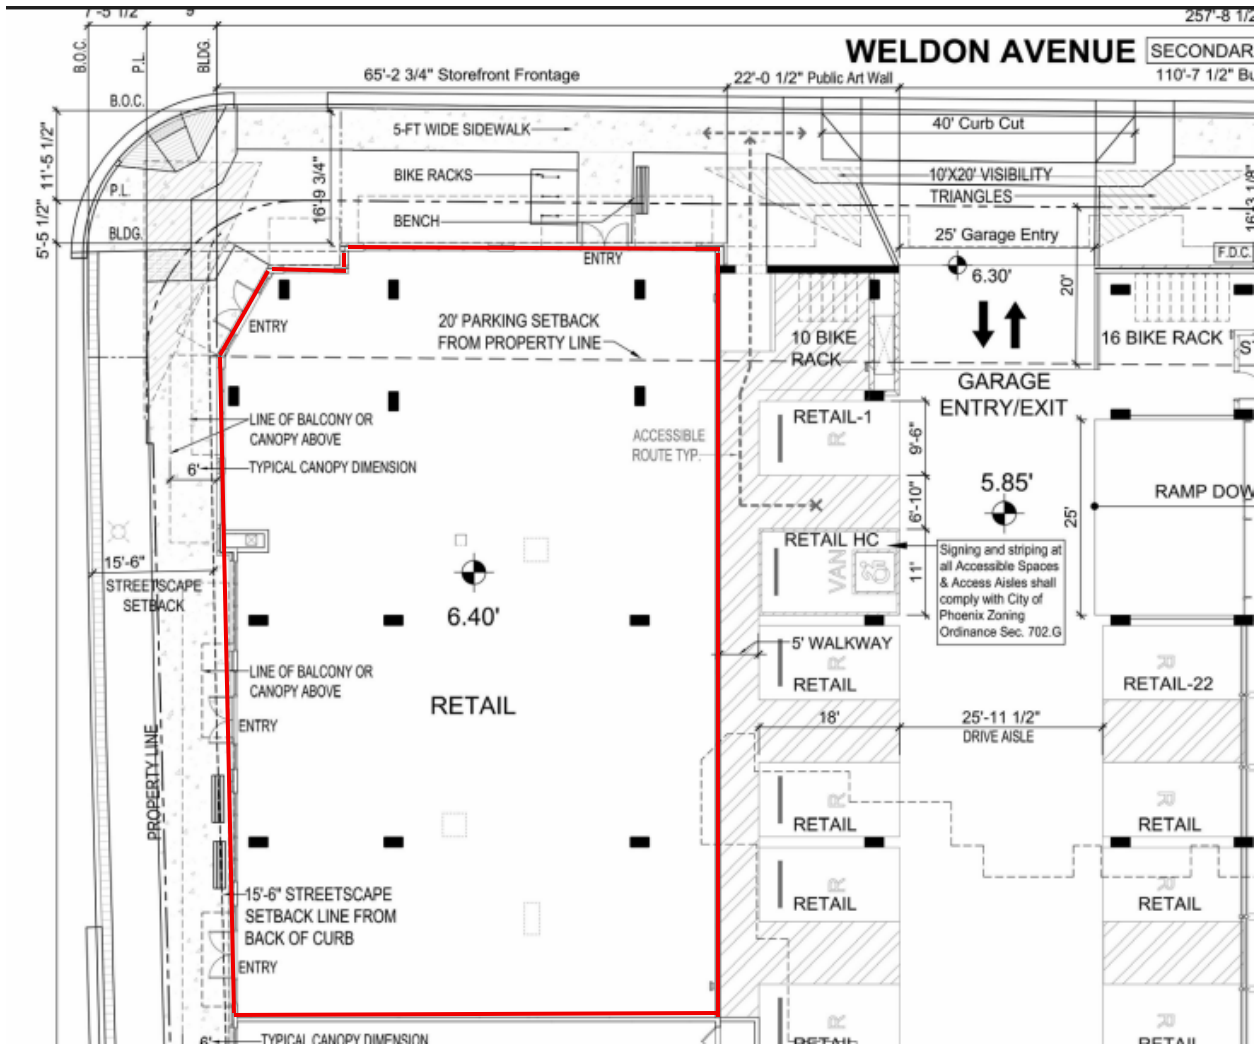 7'-5 1/2"
9'
257'-8 1/2
B.O.C.
P.L.
BLDG.
WELDON AVENUE
SECONDAR
65'-2 3/4" Storefront Frontage
22'-0 1/2" Public Art Wall
110'-7 1/2" Bu
B.O.C.
5-FT WIDE SIDEWALK
40' Curb Cut
11'-5 1/2"
BIKE RACKS
10'X20' VISIBILITY
TRIANGLES
P.L.
16'-9 3/4"
16'-3 1/8"
BENCH
5'-5 1/2"
BLDG.
25' Garage Entry
ENTRY
F.D.C.
6.30'
20'
ENTRY
20' PARKING SETBACK
FROM PROPERTY LINE
10 BIKE
RACK
16 BIKE RACK
S
GARAGE
ENTRY/EXIT
LINE OF BALCONY OR
CANOPY ABOVE
RETAIL-1
R
ACCESSIBLE
ROUTE TYP.
9'-6"
6'
TYPICAL CANOPY DIMENSION
5.85'
RAMP DOW
6'-10"
25'
RETAIL HC
VAN
11"
Signing and striping at
all Accessible Spaces
& Access Aisles shall
comply with City of
Phoenix Zoning
Ordinance Sec. 702.G
15'-6"
STREETSCAPE
SETBACK
6.40'
5' WALKWAY
R
RETAIL
R
RETAIL-22
LINE OF BALCONY OR
CANOPY ABOVE
RETAIL
ENTRY
18'
25'-11 1/2"
DRIVE AISLE
PROPERTY LINE
R
RETAIL
R
RETAIL
15'-6" STREETSCAPE
SETBACK LINE FROM
BACK OF CURB
R
RETAIL
R
RETAIL
ENTRY
6'
TYPICAL CANOPY DIMENSION
R
RETAIL
R
RETAIL